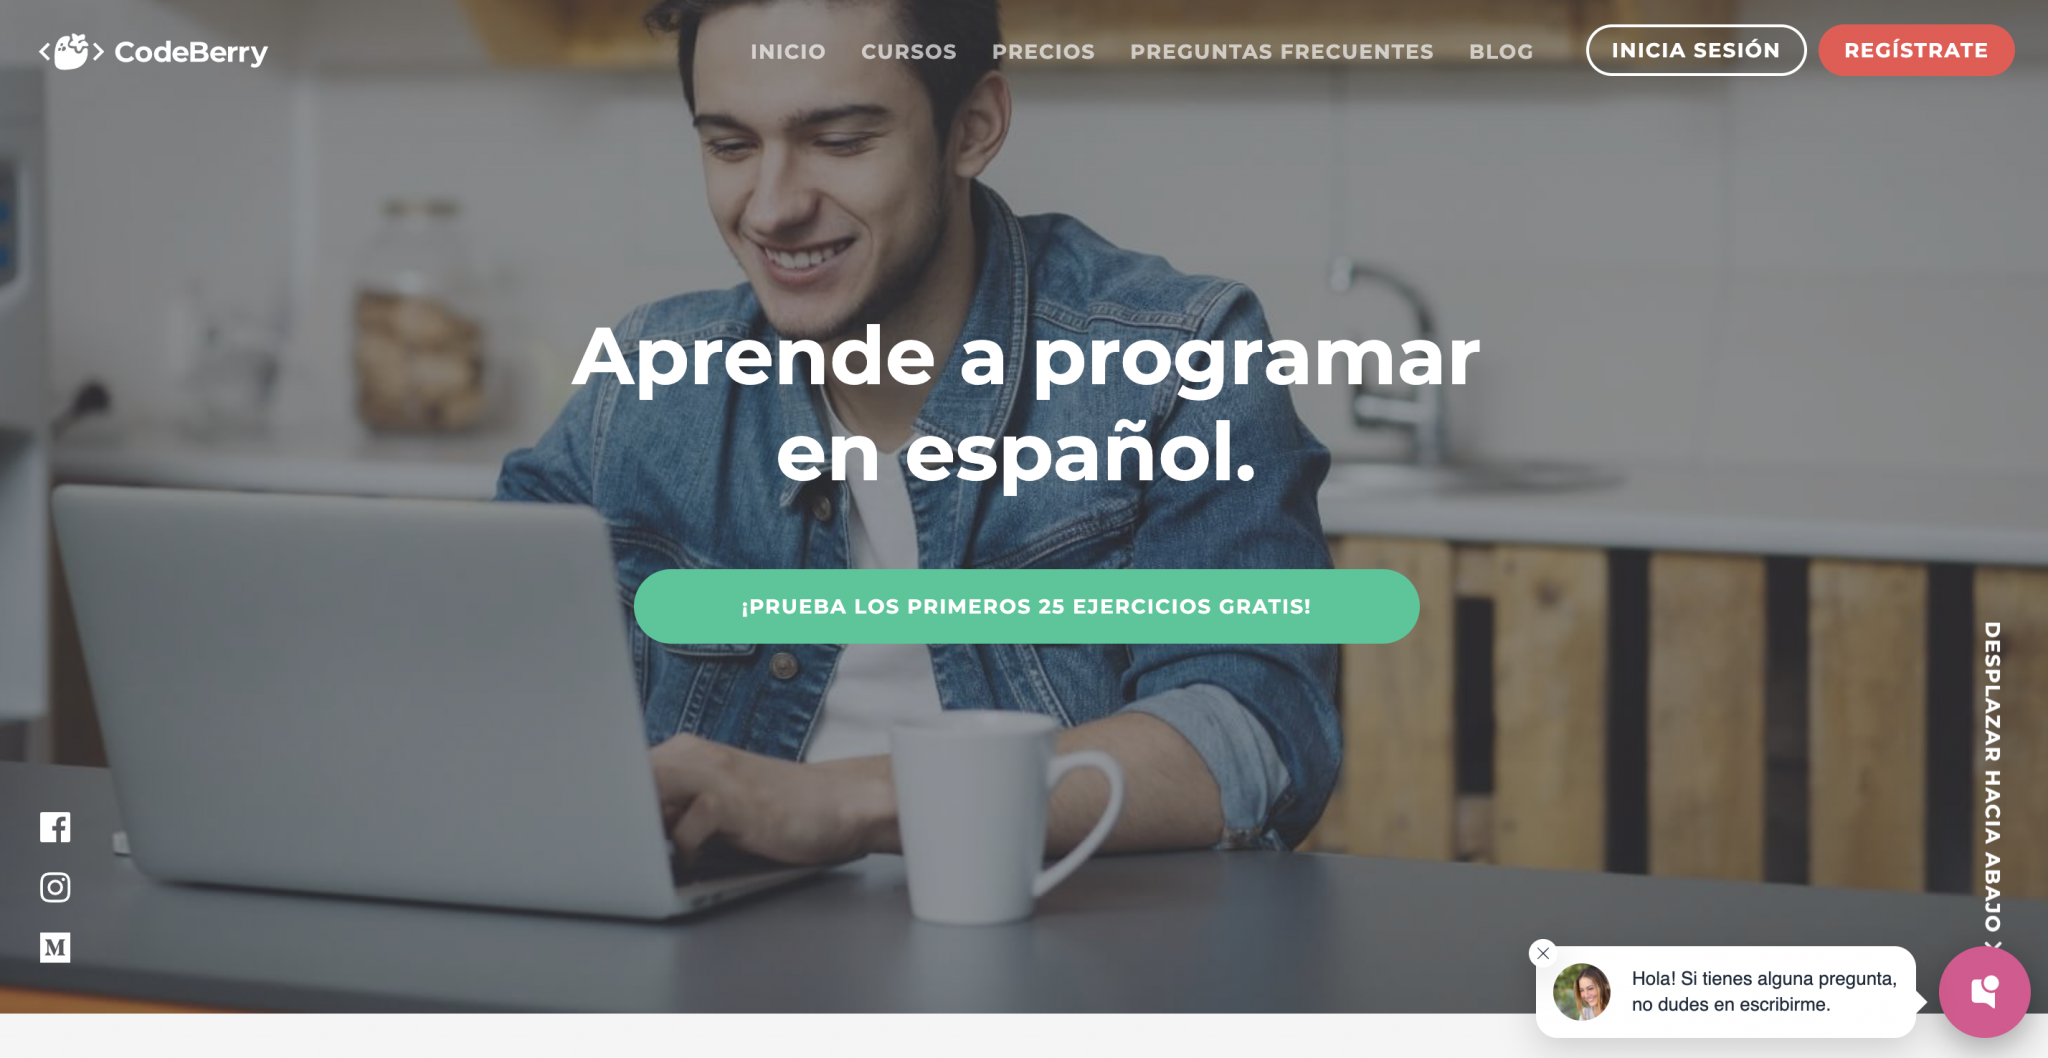 CodeBerry
INICIO CURSOS PRECIOS PREGUNTAS FRECUENTES BLOG INICIA SESIÓN REGÍSTRATE
Aprende a programar
en español.
¡PRUEBA LOS PRIMEROS 25 EJERCICIOS GRATIS!
DESPLAZAR HACIA ABAJO
Hola! Si tienes alguna pregunta,
no dudes en escribirme.